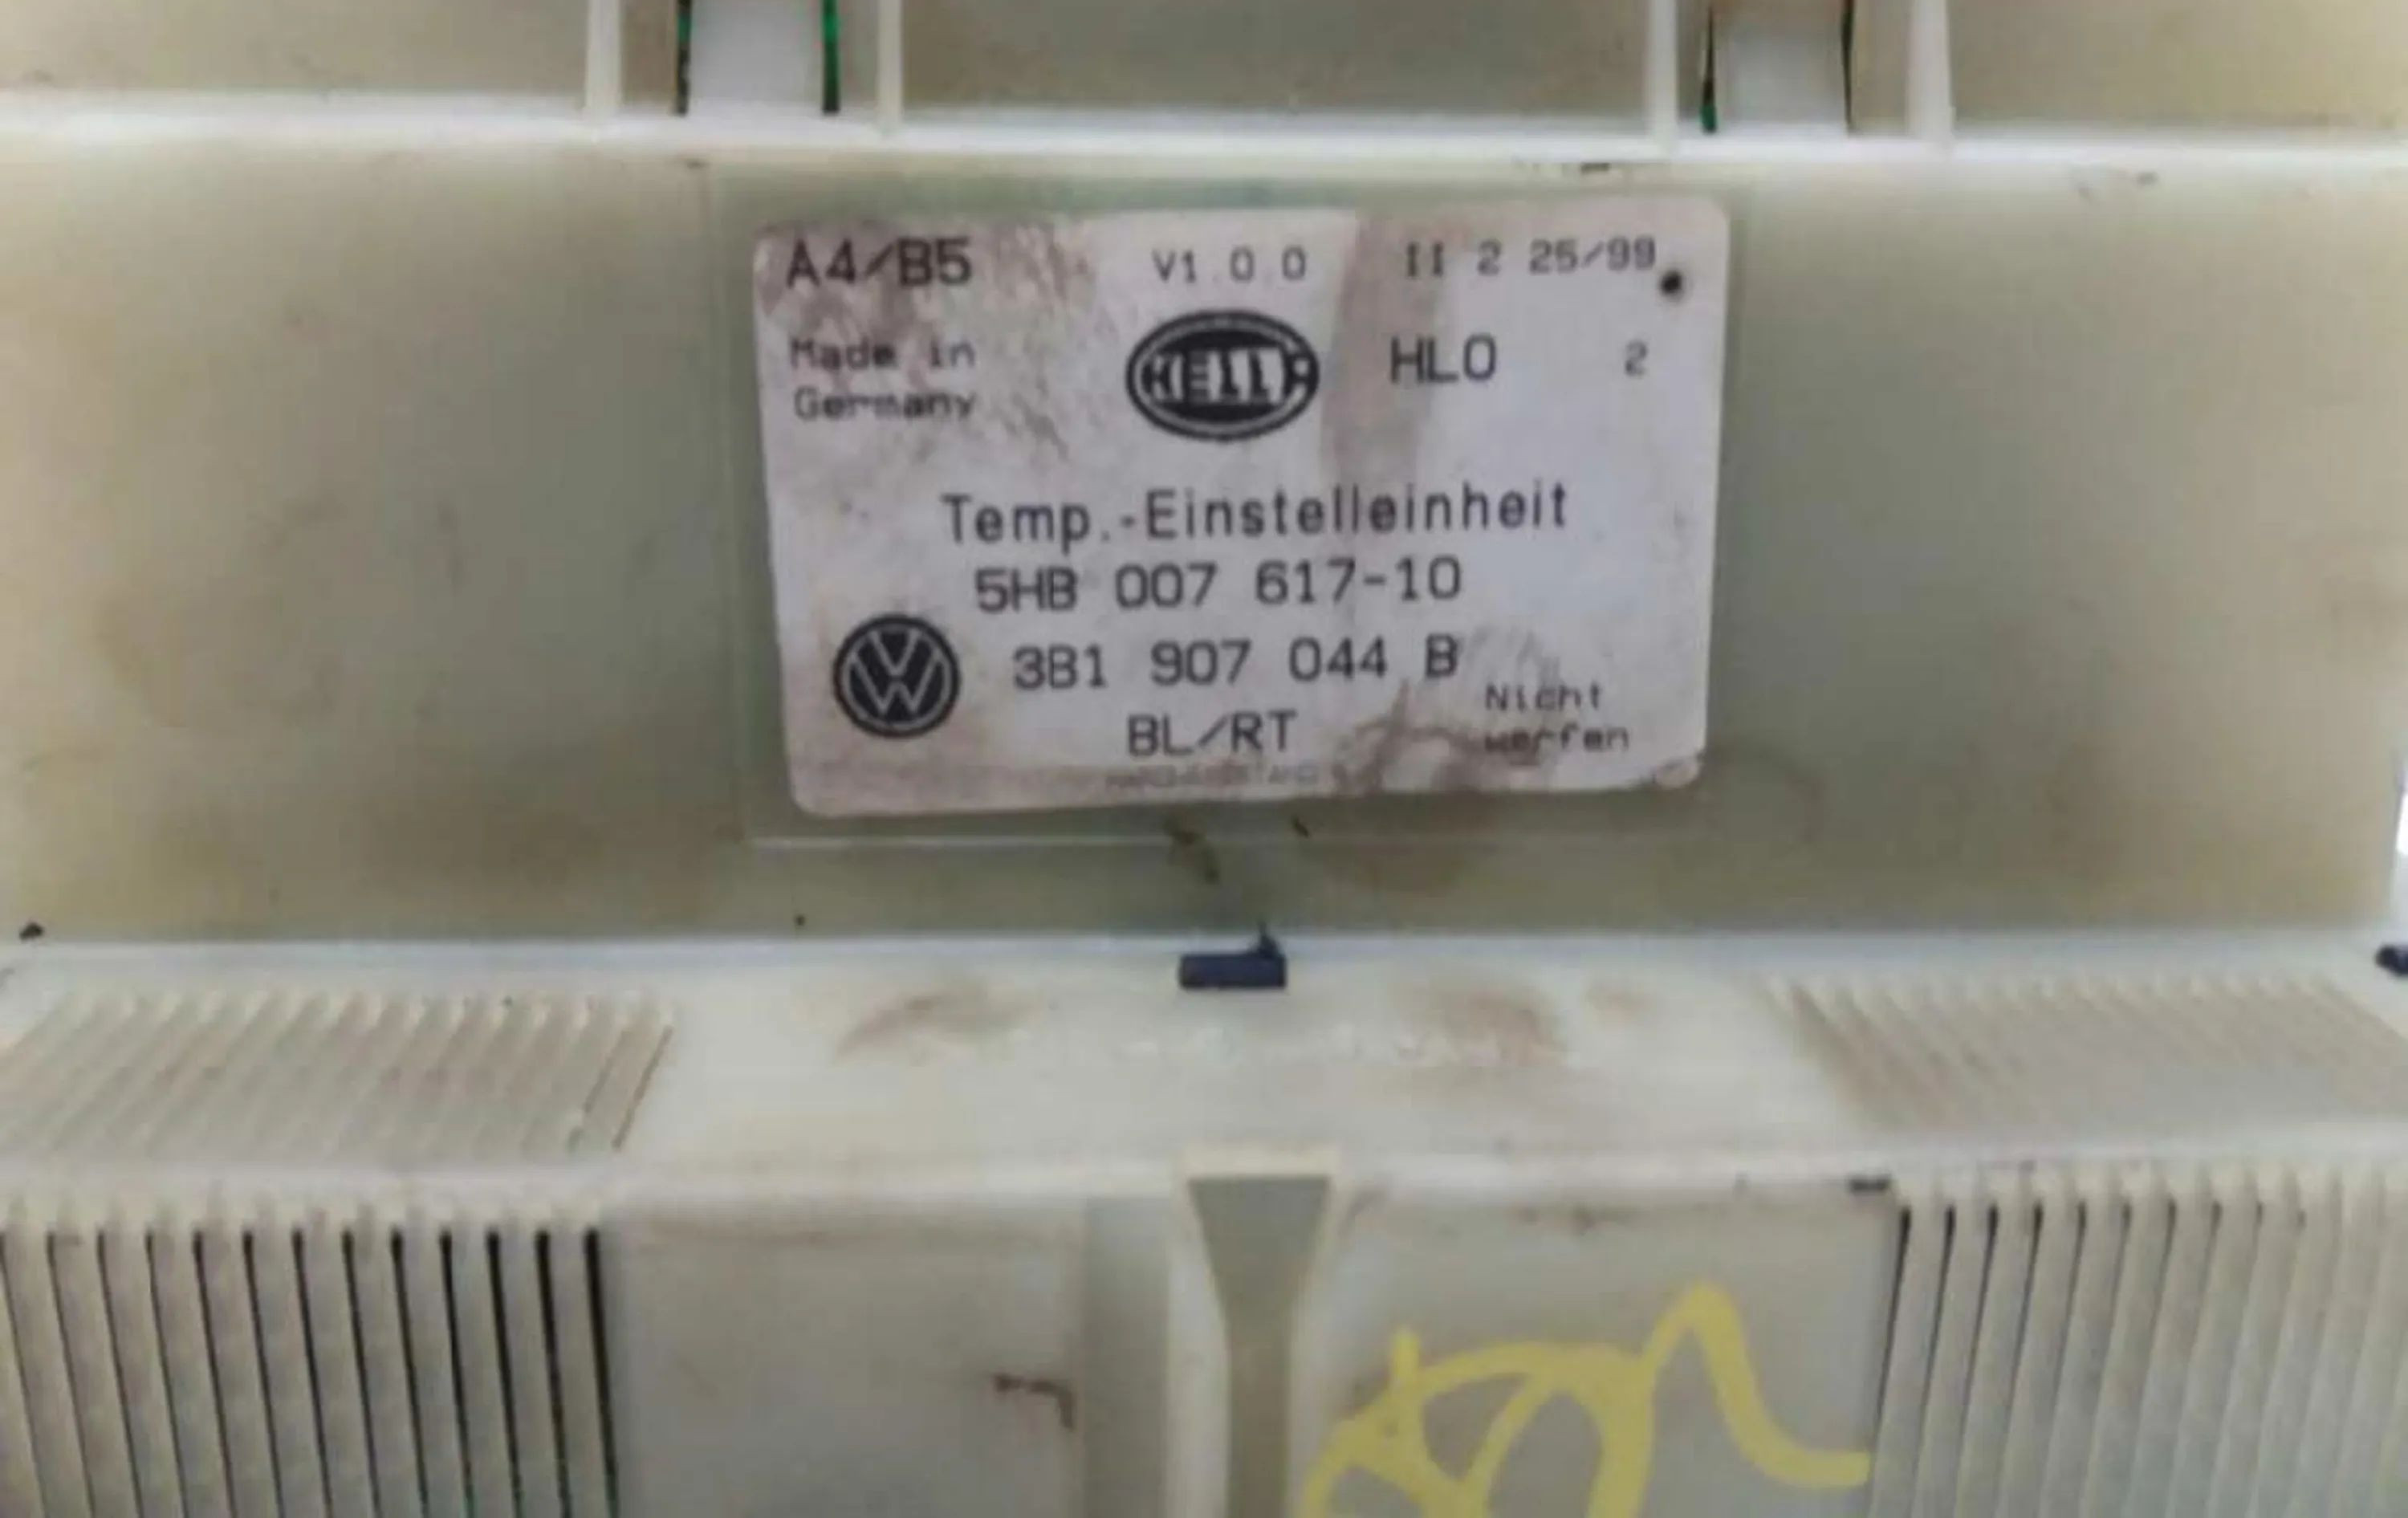 A4/B5 V1.0.0 II 2 25/99
Made in HELLA HLO 2
Germany
Temp.-Einstelleinheit
5HB 007 617-10
3B1 907 044 B
Nicht
BL/RT werfen